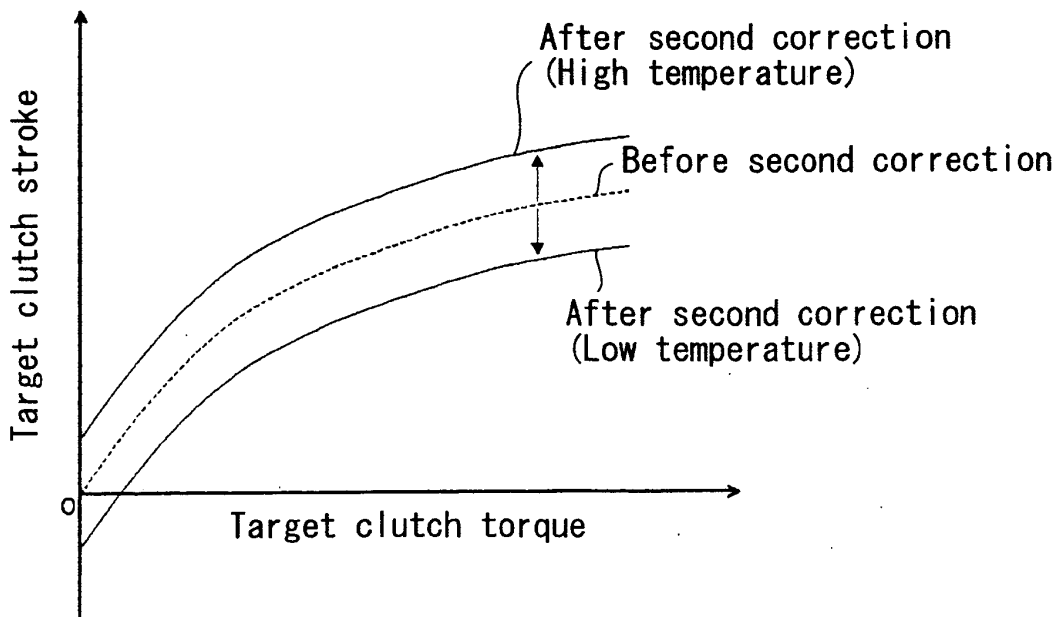 After second correction
(High temperature)
Before second correction
After second correction
(Low temperature)
Target clutch stroke
O
Target clutch torque